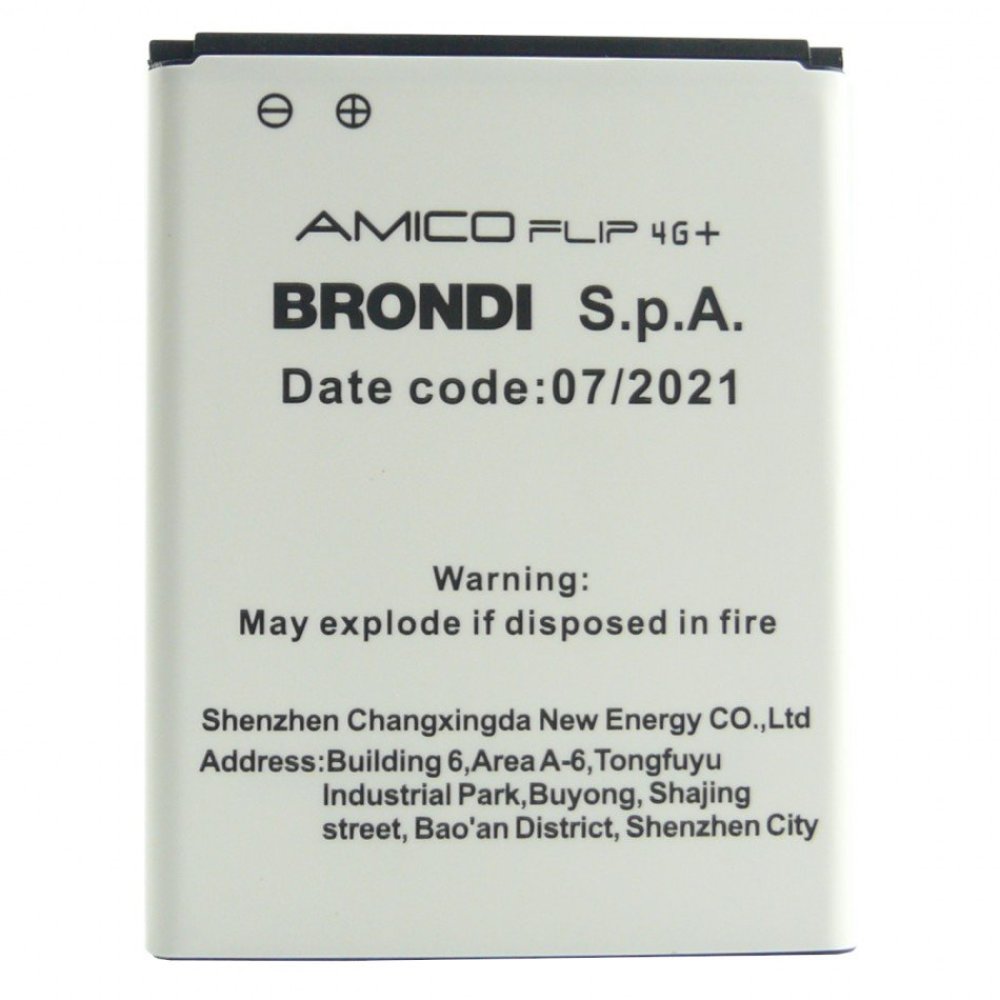 ⊖ ⊕
AMICO FLIP 4G+
BRONDI S.p.A.
Date code:07/2021
Warning:
May explode if disposed in fire
Shenzhen Changxingda New Energy CO.,Ltd
Address:Building 6,Area A-6,Tongfuyu
Industrial Park,Buyong, Shajing
street, Bao'an District, Shenzhen City